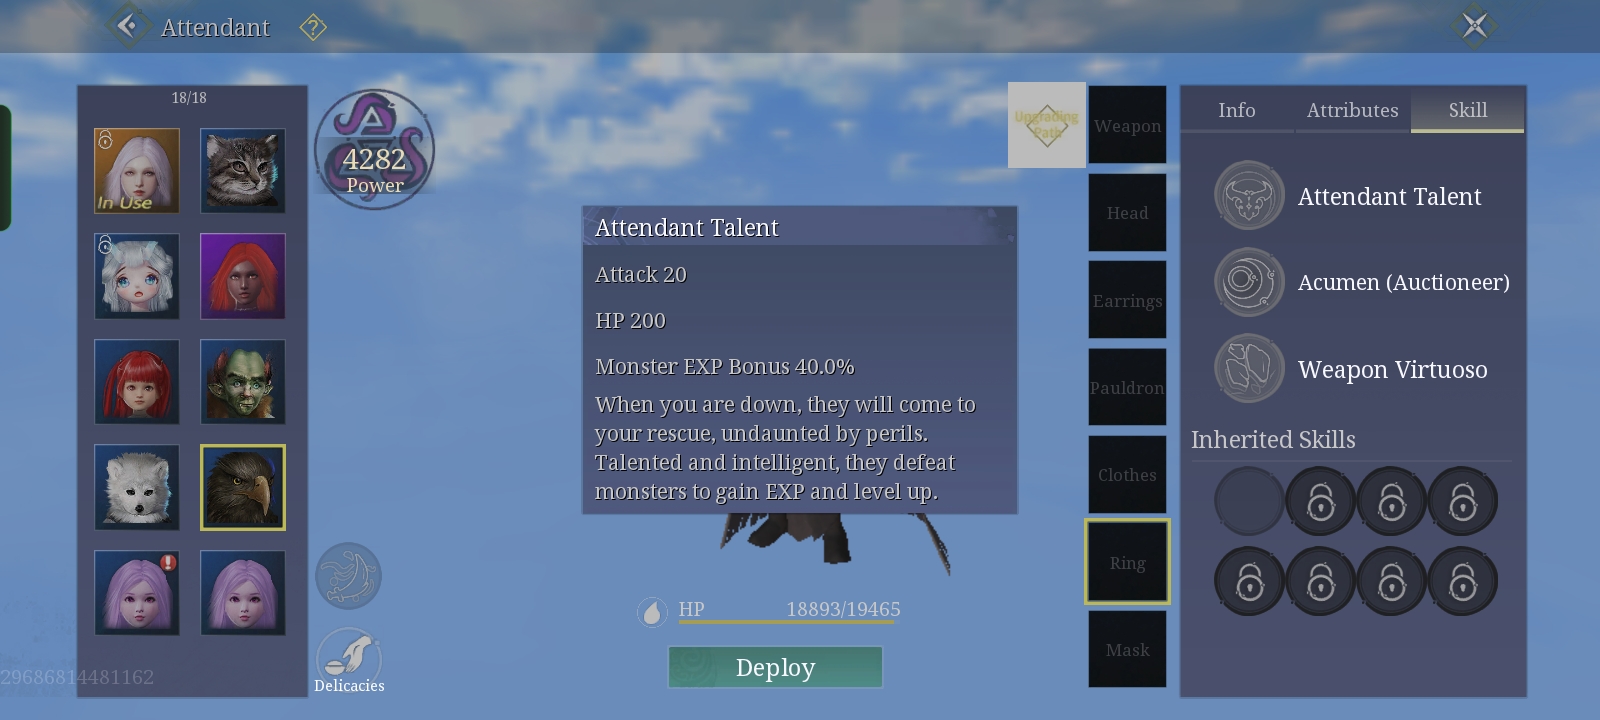 Attendant
?
18/18
In Use
4282
Power
Delicacies
29686814481162
Attendant Talent
Attack 20
HP 200
Monster EXP Bonus 40.0%
When you are down, they will come to
your rescue, undaunted by perils.
Talented and intelligent, they defeat
monsters to gain EXP and level up.
HP 18893/19465
Deploy
Upgrading
Path
Weapon
Head
Earrings
Pauldron
Clothes
Ring
Mask
Info Attributes Skill
Attendant Talent
Acumen (Auctioneer)
Weapon Virtuoso
Inherited Skills